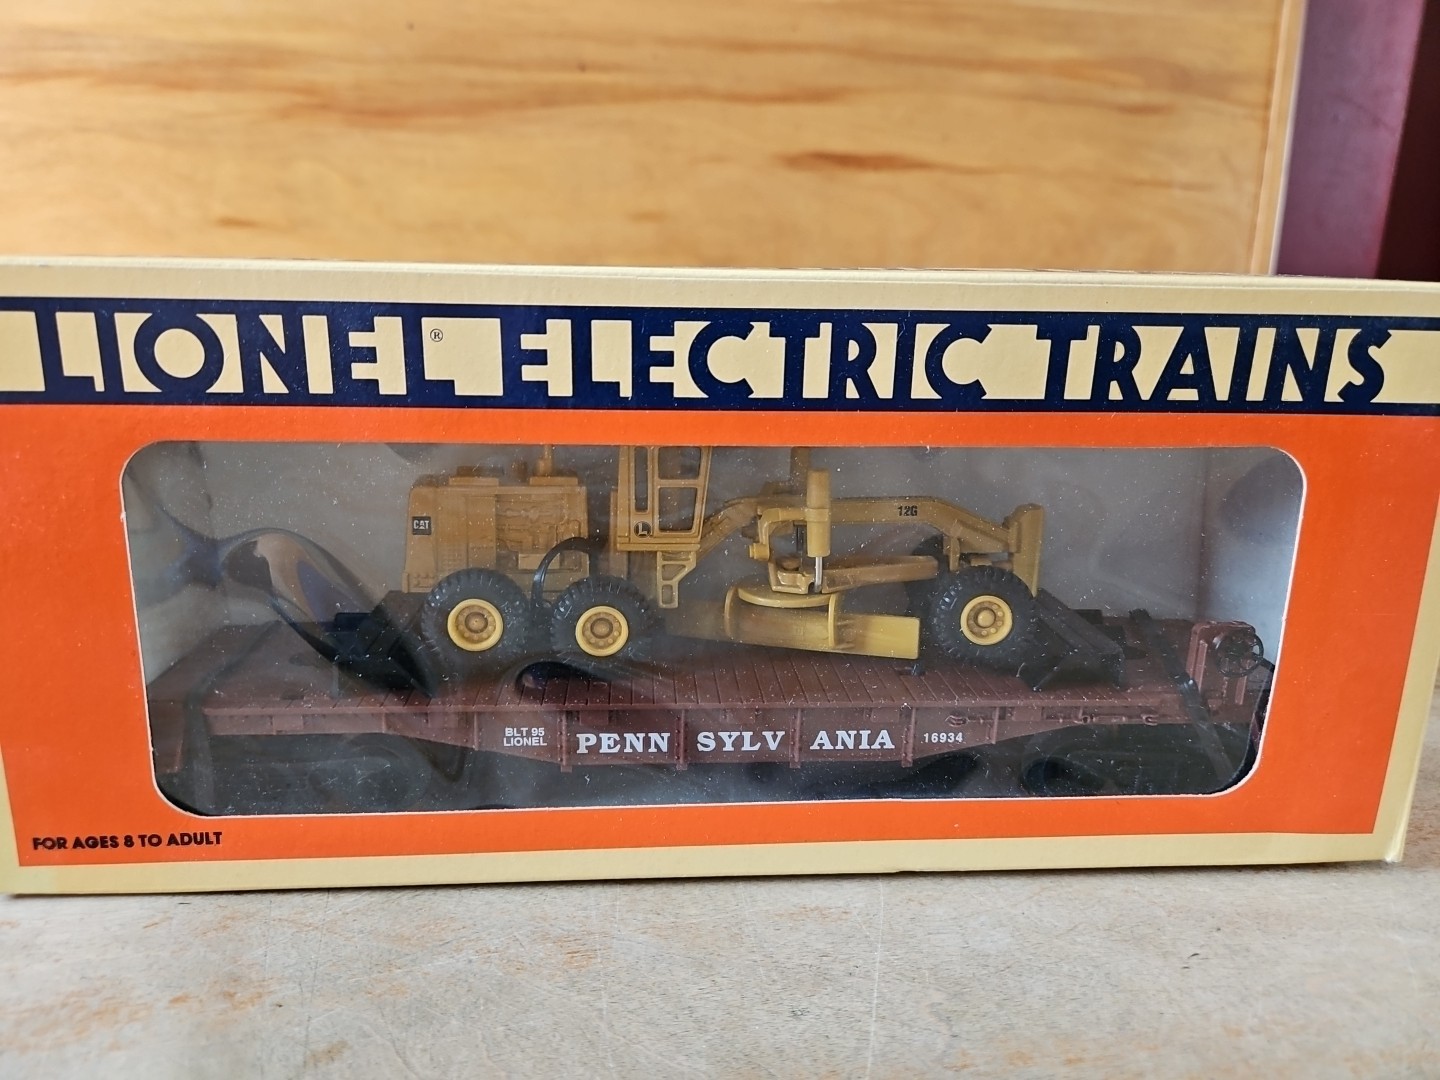 LIONEL® ELECTRIC TRAINS
CAT
L
12G
BLT 95
LIONEL
PENN SYLV ANIA
16934
FOR AGES 8 TO ADULT